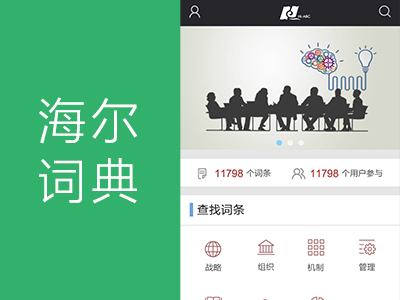 海尔
词典
Hi-ABC
11798 个词条
11798 个用户参与
查找词条
战略
组织
机制
管理